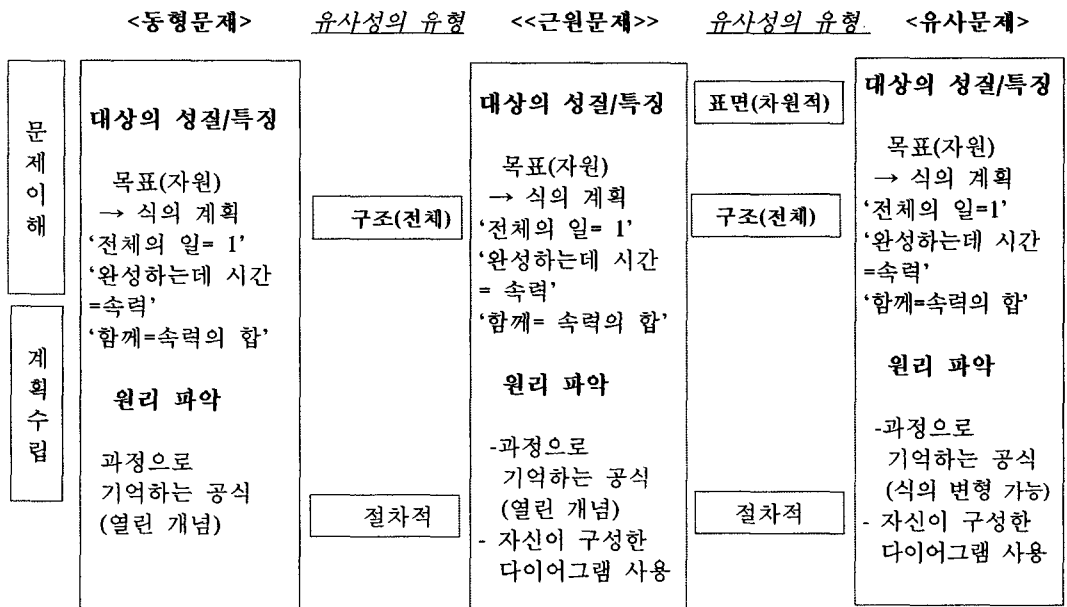 <동형문제> 유사성의 유형 <<근원문제>> 유사성의 유형 <유사문제>
문
제
이
해
계
획
수
립
대상의 성질/특징
목표(자원)
→ 식의 계획
‘전체의 일= 1’
‘완성하는데 시간
=속력’
‘함께=속력의 합’
원리 파악
과정으로
기억하는 공식
(열린 개념)
구조(전체)
절차적
대상의 성질/특징
목표(자원)
→ 식의 계획
‘전체의 일= 1’
‘완성하는데 시간
= 속력’
‘함께= 속력의 합’
원리 파악
-과정으로
기억하는 공식
(열린 개념)
- 자신이 구성한
다이어그램 사용
표면(차원적)
구조(전체)
절차적
대상의 성질/특징
목표(자원)
→ 식의 계획
‘전체의 일=1’
‘완성하는데 시간
=속력’
‘함께=속력의 합’
원리 파악
-과정으로
기억하는 공식
(식의 변형 가능)
- 자신이 구성한
다이어그램 사용